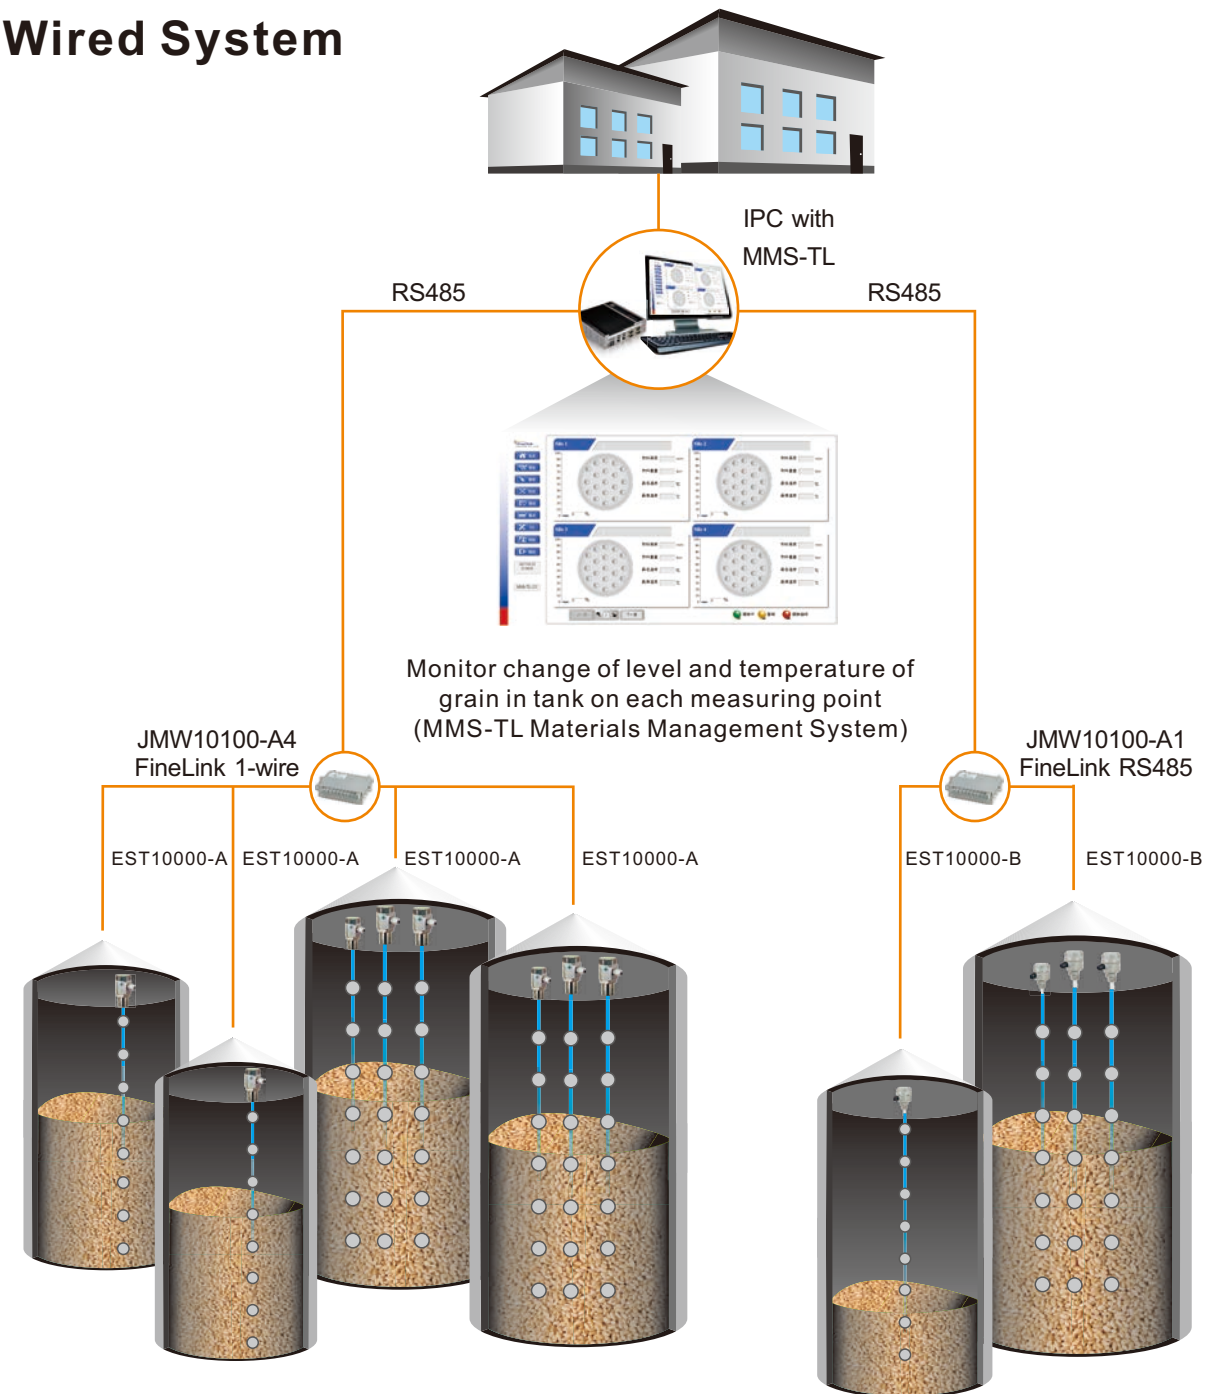 Wired System
IPC with
MMS-TL
RS485
RS485
Monitor change of level and temperature of
grain in tank on each measuring point
(MMS-TL Materials Management System)
JMW10100-A4
FineLink 1-wire
JMW10100-A1
FineLink RS485
EST10000-A
EST10000-A
EST10000-A
EST10000-A
EST10000-B
EST10000-B